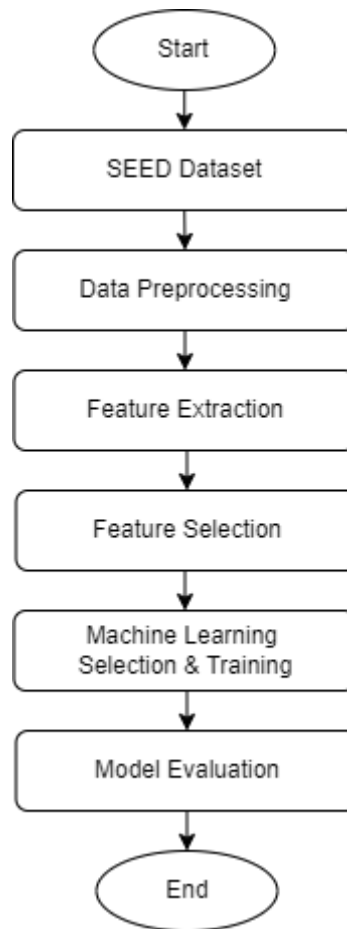 Start
SEED Dataset
Data Preprocessing
Feature Extraction
Feature Selection
Machine Learning
Selection & Training
Model Evaluation
End